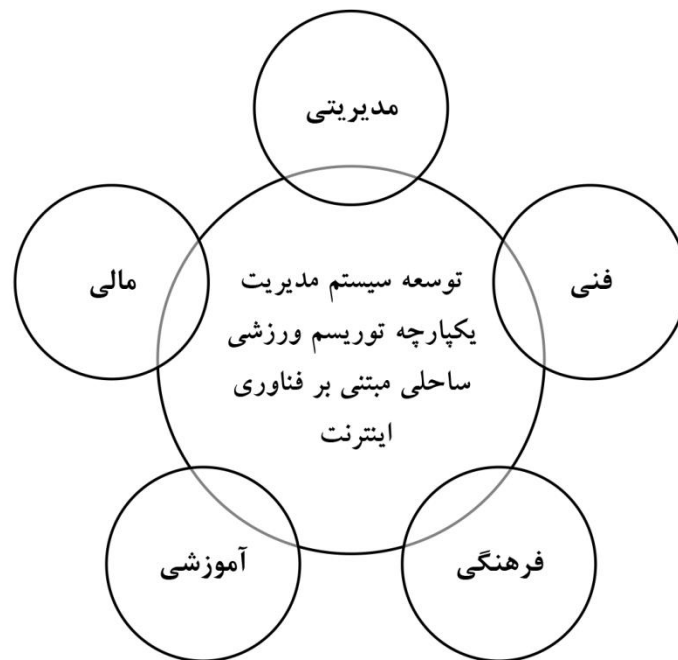 مدیریتی
فنی
مالی
توسعه سیستم مدیریت
یکپارچه توریسم ورزشی
ساحلی مبتنی بر فناوری
اینترنت
فرهنگی
آموزشی